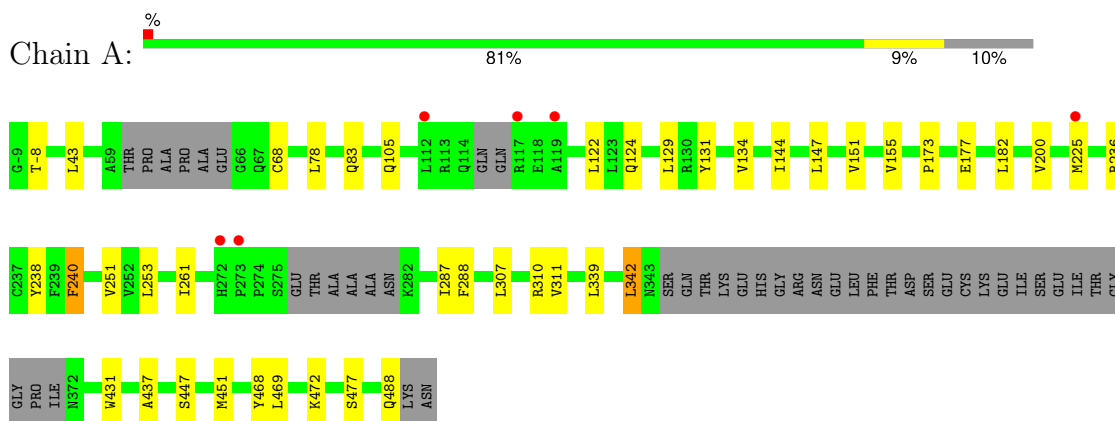 %
Chain A:
81% 9% 10%
G-9 T-8 L43 A59 THR PRO ALA PRO ALA GLU G66 Q67 C68 L78 Q83 Q105 L112 R113 Q114 GLN GLN R117 E118 A119 L122 L123 Q124 L129 R130 Y131 V134 I144 L147 V151 V155 P173 E177 L182 V200 M225
C237 Y238 F239 F240 V251 V252 L253 I261 H272 P273 P274 S275 GLU THR ALA ALA ALA ASN K282 I287 F288 L307 R310 V311 L339 L342 N343 SER GLN THR LYS GLU HIS GLY ARG ASN GLU LEU PHE THR ASP SER GLU CYS LYS GLU ILE SER GLU ILE THR GLY
GLY PRO ILE N372 W431 A437 S447 M451 Y468 L469 K472 S477 Q488 LYS ASN